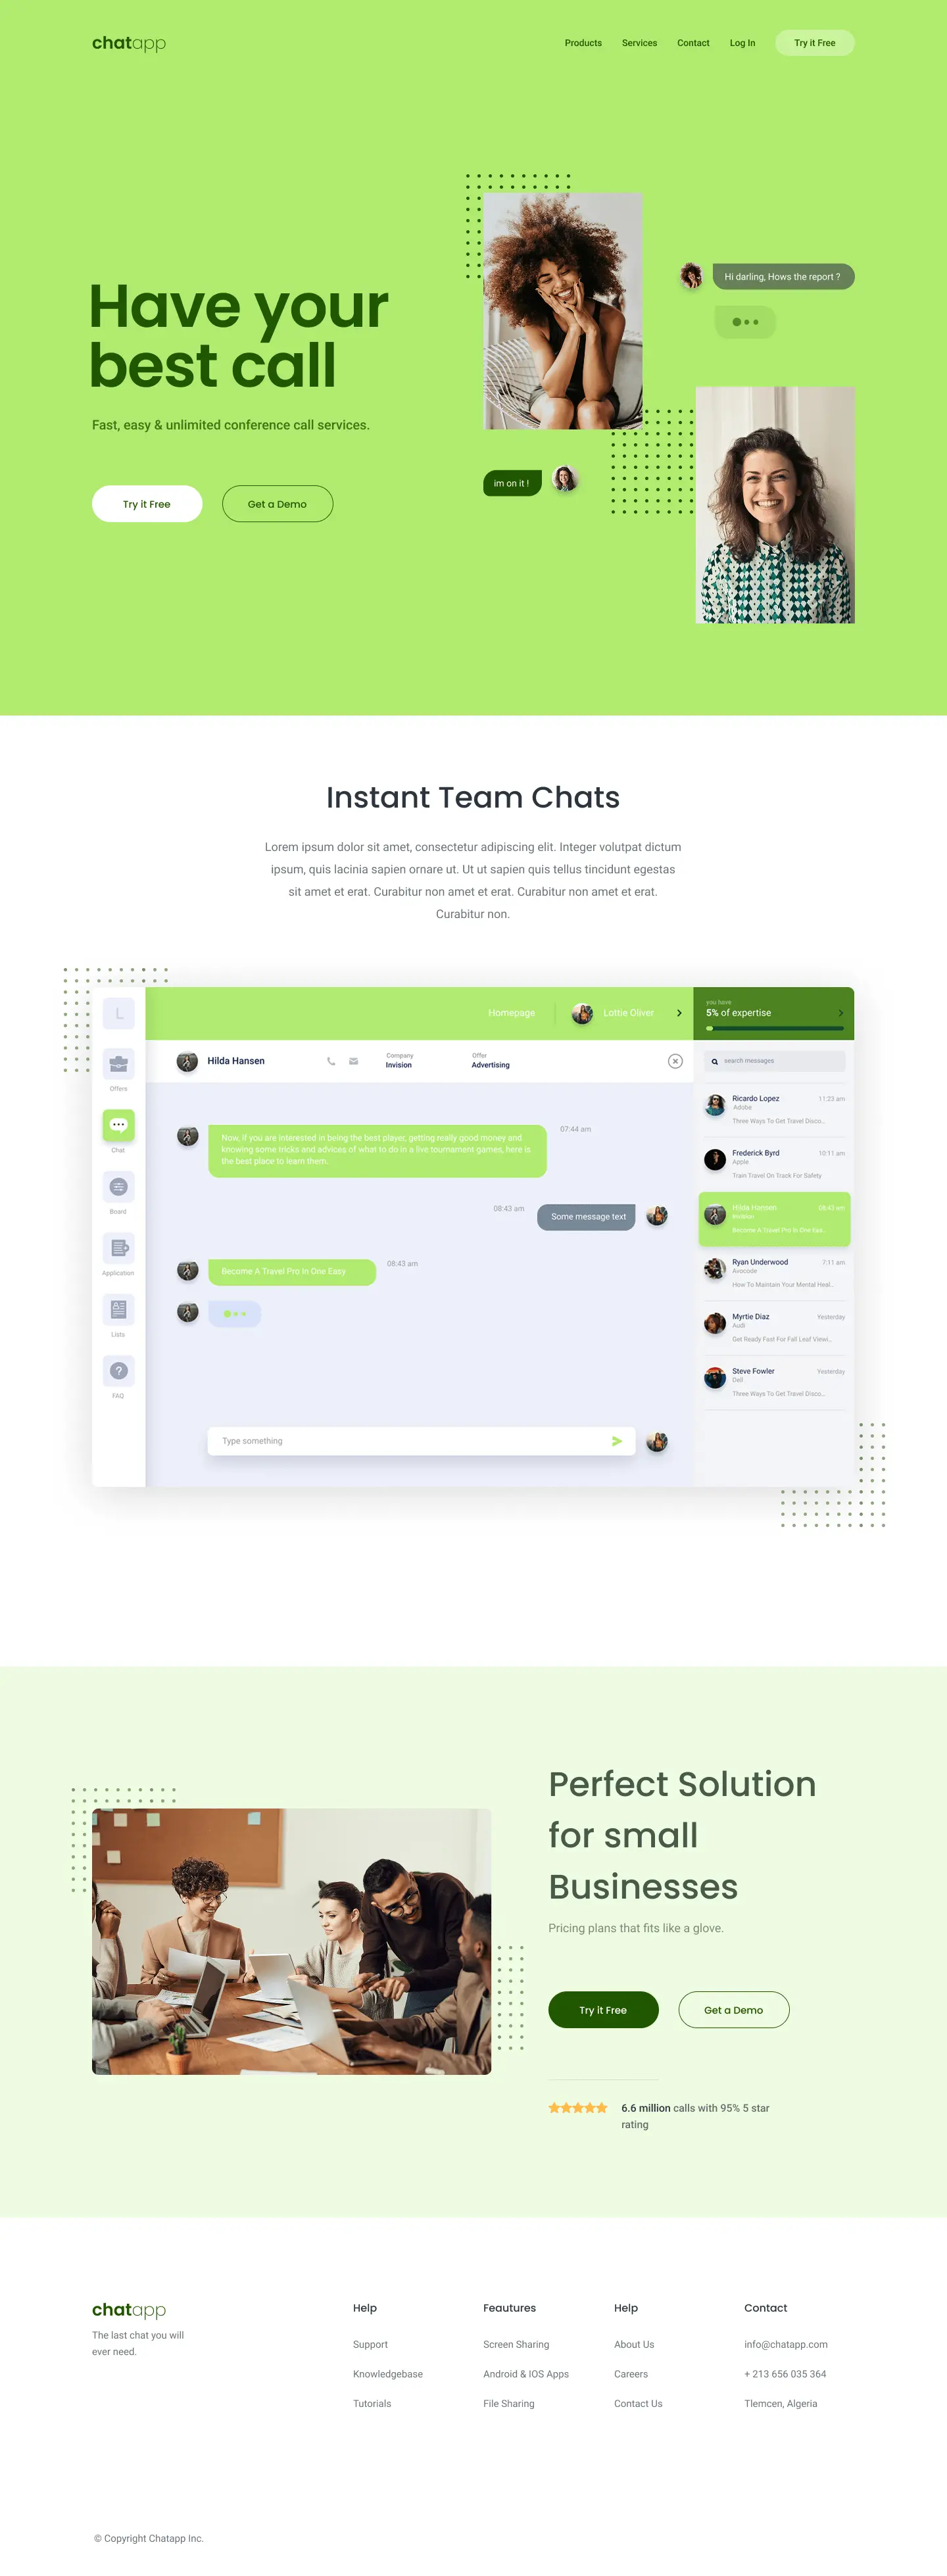 chatapp
Products
Services
Contact
Log In
Try it Free
Have your
best call
Fast, easy & unlimited conference call services.
Try it Free
Get a Demo
Hi darling, Hows the report ?
im on it !
Instant Team Chats
Lorem ipsum dolor sit amet, consectetur adipiscing elit. Integer volutpat dictum
ipsum, quis lacinia sapien ornare ut. Ut ut sapien quis tellus tincidunt egestas
sit amet et erat. Curabitur non amet et erat. Curabitur non amet et erat.
Curabitur non.
L
Offers
Chat
Board
Application
Lists
FAQ
Homepage
Lottie Oliver
you have
5% of expertise
Hilda Hansen
Company
Invision
Offer
Advertising
Now, if you are interested in being the best player, getting really good money and
knowing some tricks and advices of what to do in a live tournament games, here is
the best place to learn them.
07:44 am
08:43 am
Some message text
Become A Travel Pro In One Easy
08:43 am
Type something
search messages
Ricardo Lopez
11:23 am
Adobe
Three Ways To Get Travel Disco...
Frederick Byrd
10:11 am
Apple
Train Travel On Track For Safety
Hilda Hansen
08:43 am
Invision
Become A Travel Pro In One Eas...
Ryan Underwood
7:11 am
Avocode
How To Maintain Your Mental Heal...
Myrtie Diaz
Yesterday
Audi
Get Ready Fast For Fall Leaf Viewi...
Steve Fowler
Yesterday
Dell
Three Ways To Get Travel Disco...
Perfect Solution
for small
Businesses
Pricing plans that fits like a glove.
Try it Free
Get a Demo
6.6 million calls with 95% 5 star
rating
chatapp
The last chat you will
ever need.
Help
Support
Knowledgebase
Tutorials
Feautures
Screen Sharing
Android & IOS Apps
File Sharing
Help
About Us
Careers
Contact Us
Contact
info@chatapp.com
+ 213 656 035 364
Tlemcen, Algeria
© Copyright Chatapp Inc.